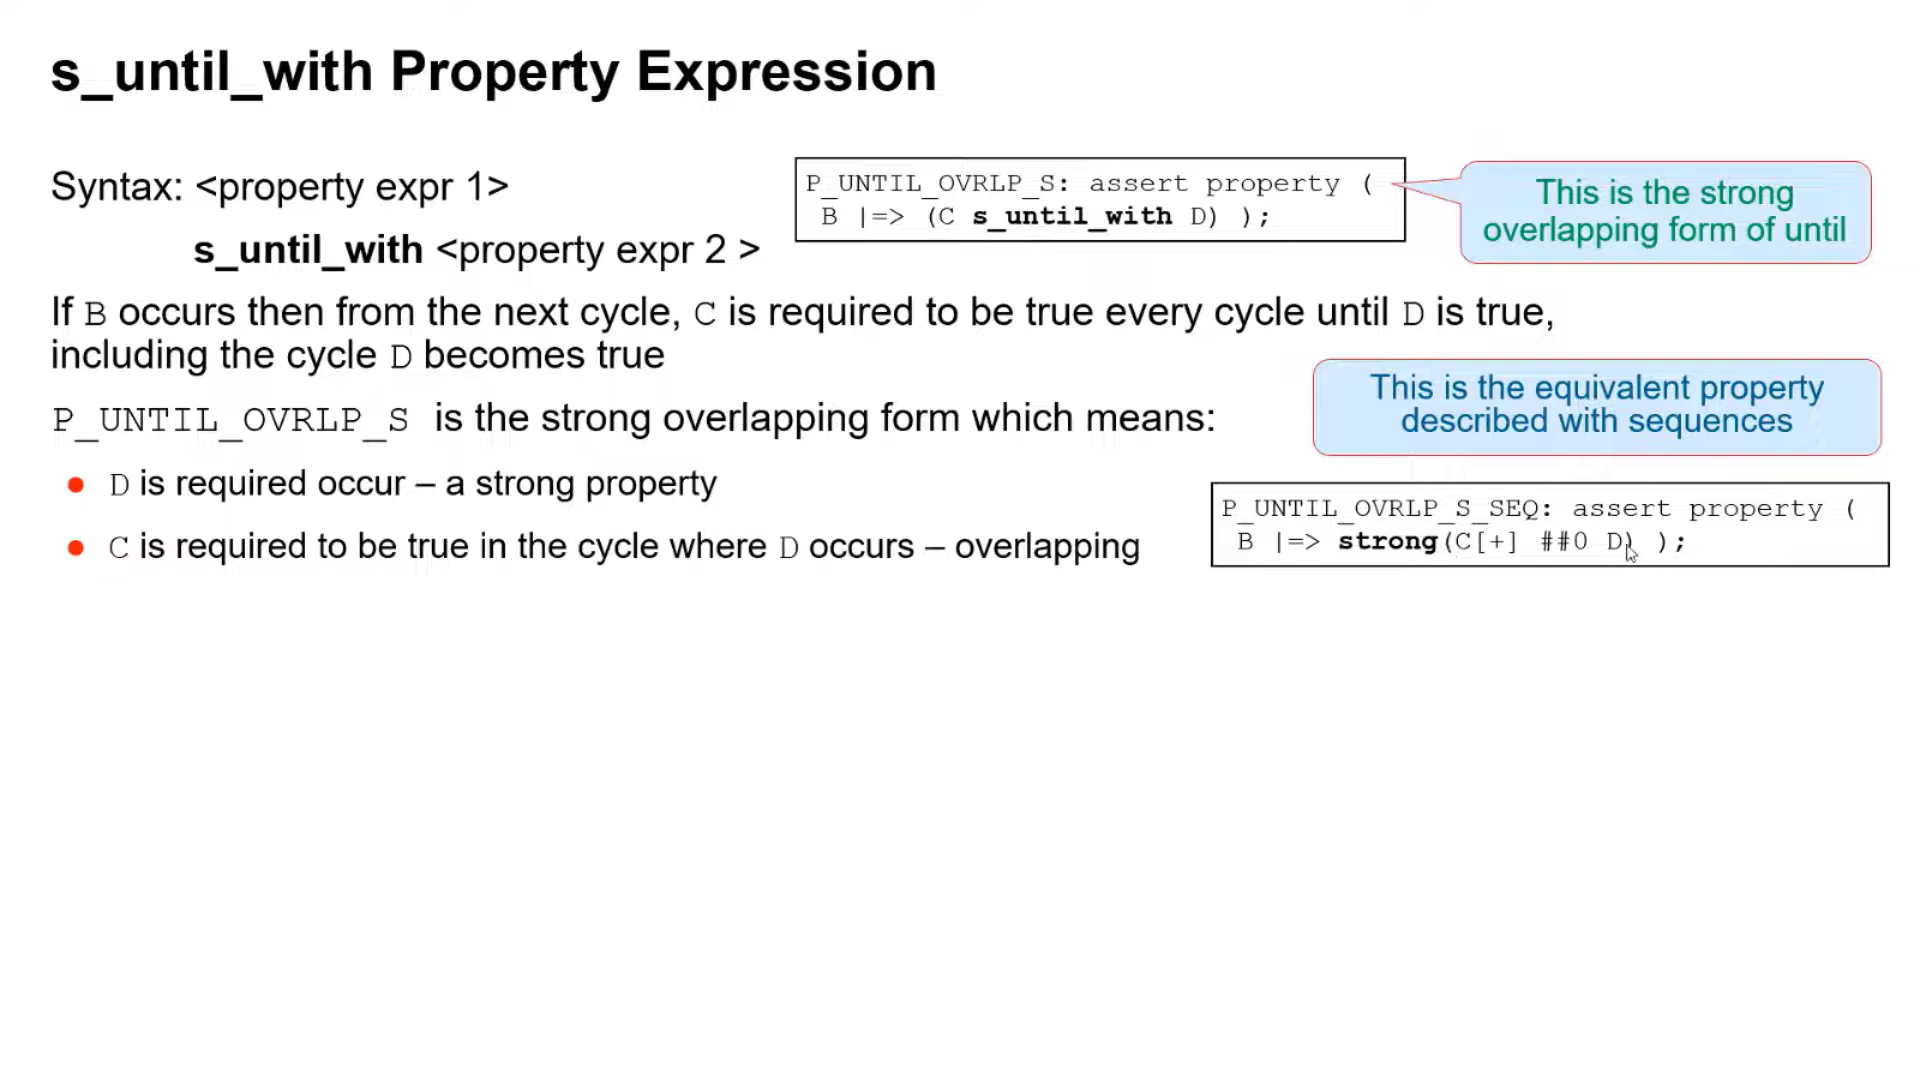 s_until_with Property Expression
Syntax: <property expr 1>
s_until_with <property expr 2 >
P_UNTIL_OVRLP_S: assert property (
B |=> (C s_until_with D) );
This is the strong
overlapping form of until
If B occurs then from the next cycle, C is required to be true every cycle until D is true,
including the cycle D becomes true
This is the equivalent property
described with sequences
P_UNTIL_OVRLP_S is the strong overlapping form which means:
• D is required occur – a strong property
• C is required to be true in the cycle where D occurs – overlapping
P_UNTIL_OVRLP_S_SEQ: assert property (
B |=> strong(C[+] ##0 D) );